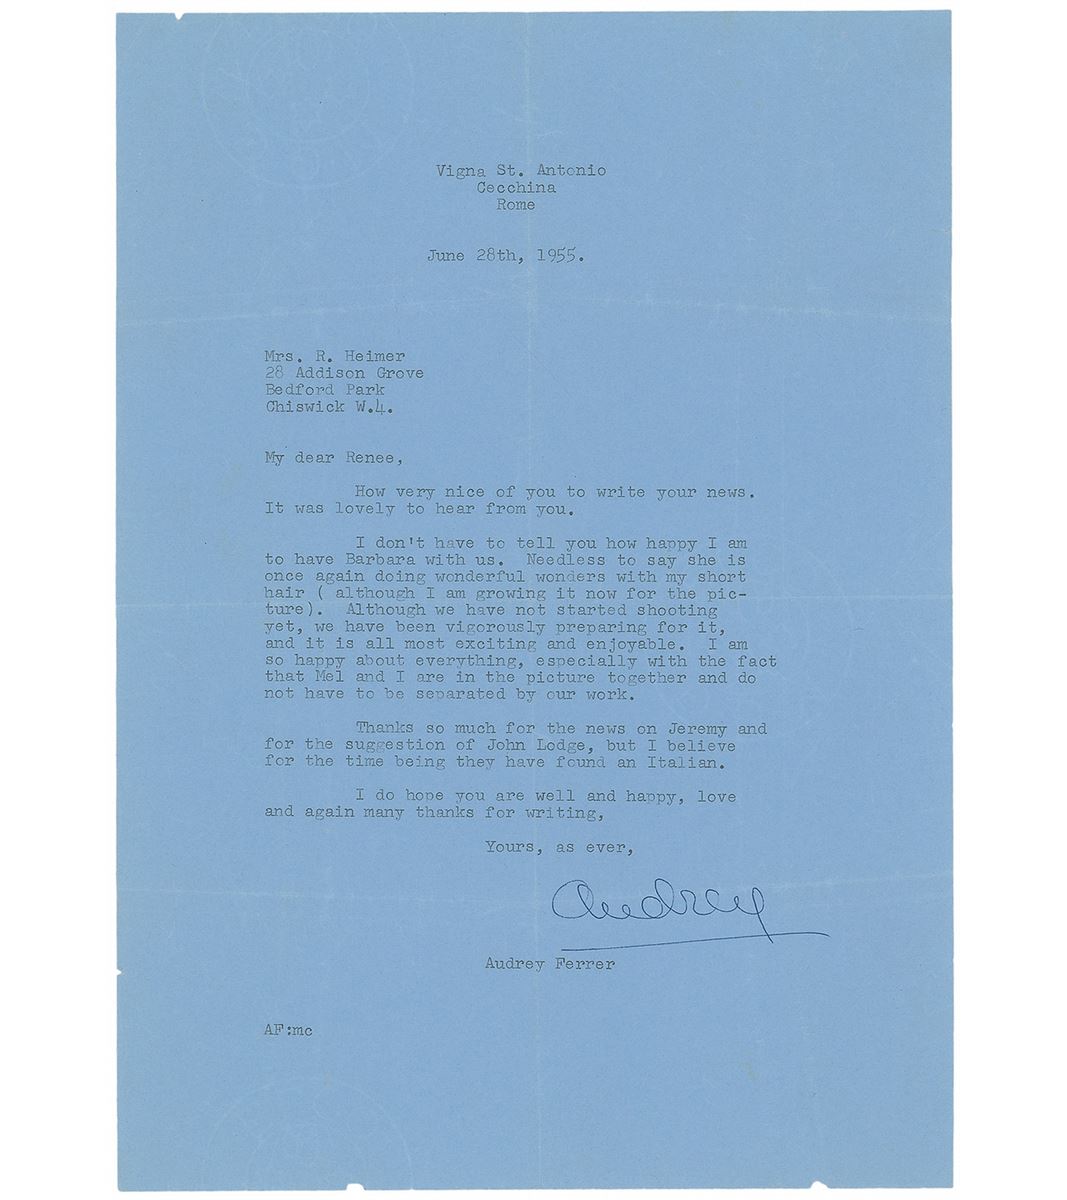 Vigna St. Antonio
Cecchina
Rome
June 28th, 1955.
Mrs. R. Heimer
28 Addison Grove
Bedford Park
Chiswick W.4.
My dear Renee,
How very nice of you to write your news.
It was lovely to hear from you.
I don't have to tell you how happy I am
to have Barbara with us. Needless to say she is
once again doing wonderful wonders with my short
hair ( although I am growing it now for the pic-
ture). Although we have not started shooting
yet, we have been vigorously preparing for it,
and it is all most exciting and enjoyable. I am
so happy about everything, especially with the fact
that Mel and I are in the picture together and do
not have to be separated by our work.
Thanks so much for the news on Jeremy and
for the suggestion of John Lodge, but I believe
for the time being they have found an Italian.
I do hope you are well and happy, love
and again many thanks for writing,
Yours, as ever,
Audrey
Audrey Ferrer
AF:mc